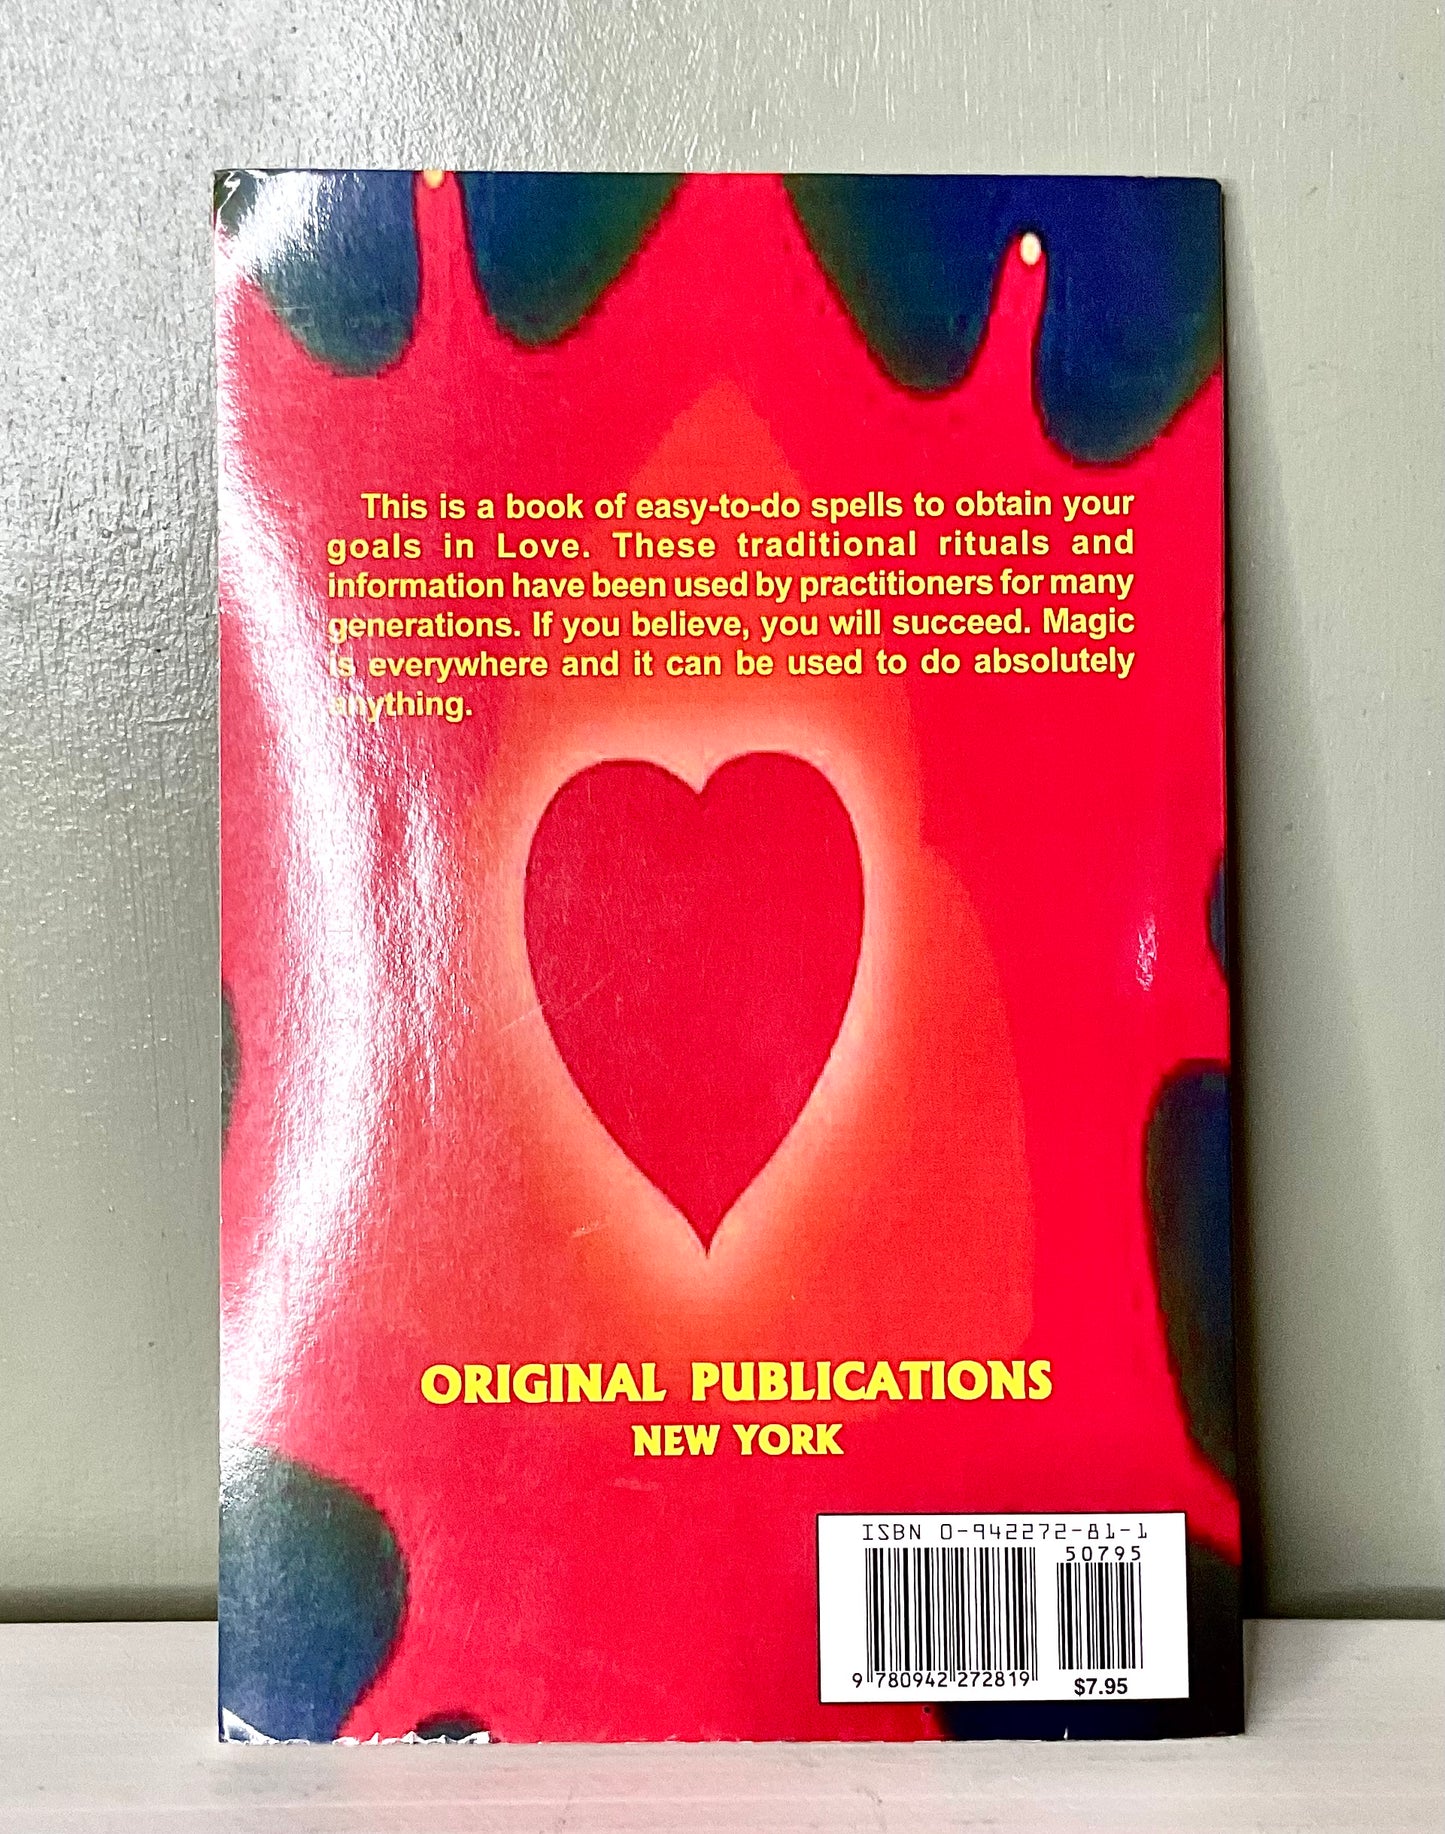 This is a book of easy-to-do spells to obtain your
goals in Love. These traditional rituals and
information have been used by practitioners for many
generations. If you believe, you will succeed. Magic
is everywhere and it can be used to do absolutely
anything.
ORIGINAL PUBLICATIONS
NEW YORK
ISBN 0-942272-81-1
50795
9 780942 272819
$7.95